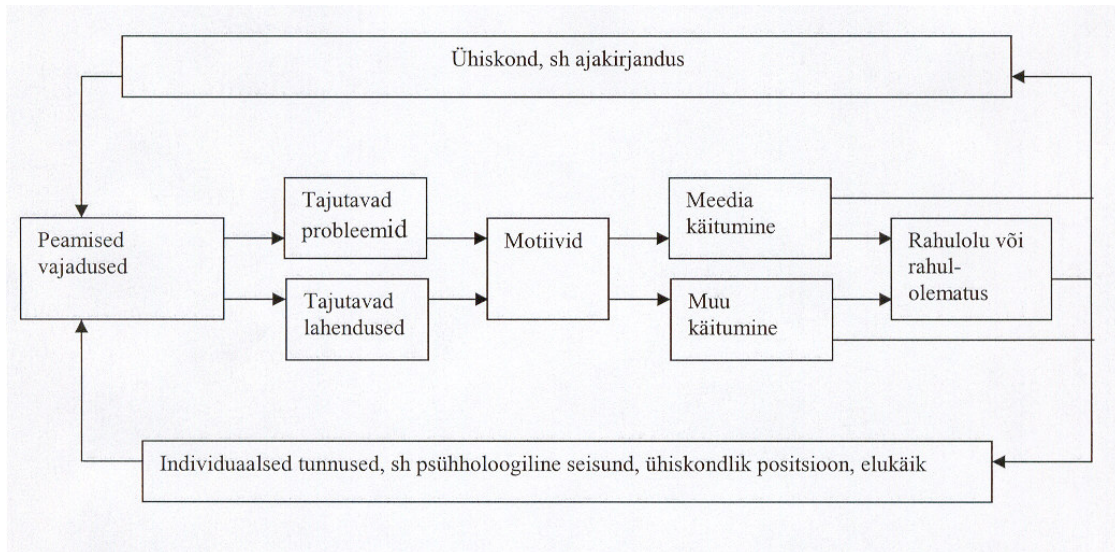 Ühiskond, sh ajakirjandus
Peamised
vajadused
Tajutavad
probleemid
Tajutavad
lahendused
Motiivid
Meedia
käitumine
Muu
käitumine
Rahulolu või
rahul-
olematus
Individuaalsed tunnused, sh psühholoogiline seisund, ühiskondlik positsioon, elukäik